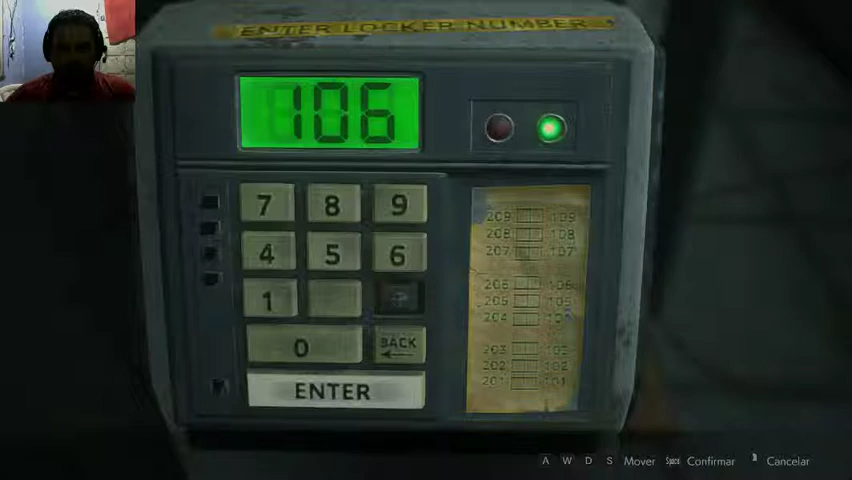 ENTER LOCKER NUMBER
106
7 8 9
4 5 6
1
0 BACK
ENTER
209 109
208 108
207 107
206 106
205 105
204
203 103
202 102
201 101
A W D S Mover Space Confirmar Cancelar